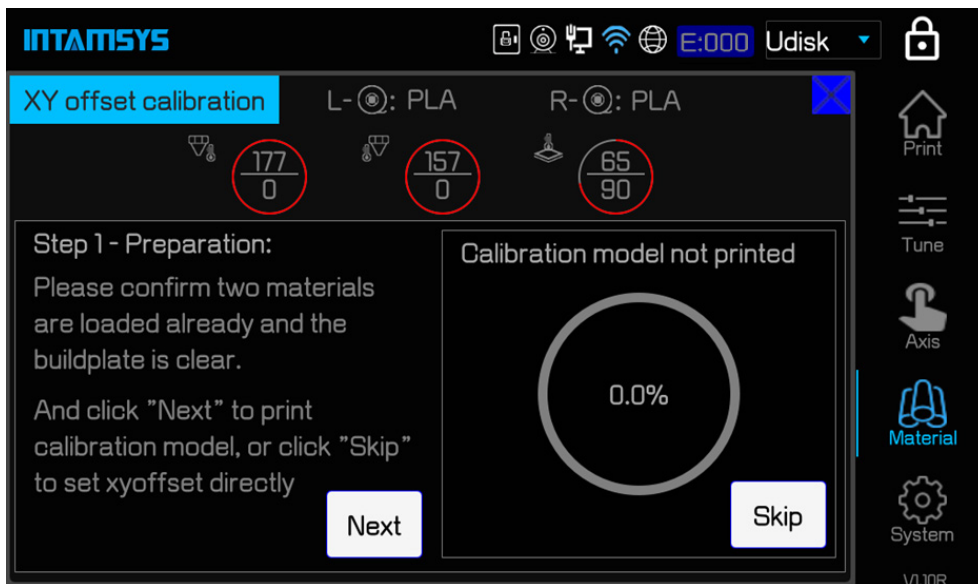 INTAMSYS
E:000 Udisk
XY offset calibration L-: PLA R-: PLA
177 157 65
0 0 90
Print
Tune
Axis
Material
System
Step 1 - Preparation:
Please confirm two materials
are loaded already and the
buildplate is clear.
And click "Next" to print
calibration model, or click "Skip"
to set xyoffset directly
Next
Calibration model not printed
0.0%
Skip
V1.10R